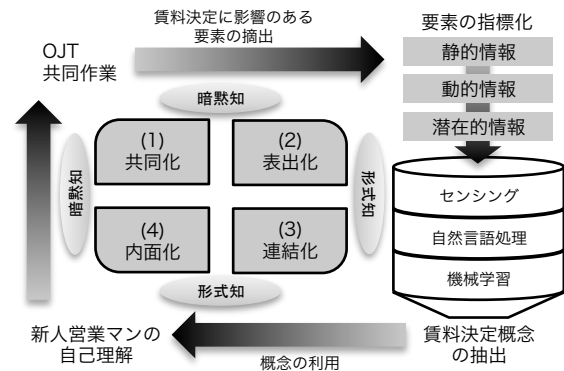 賃料決定に影響のある
要素の摘出
要素の指標化
OJT
共同作業
静的情報
動的情報
潜在的情報
暗黙知
(1)
共同化
(2)
表出化
暗黙知
形式知
(4)
内面化
(3)
連結化
形式知
センシング
自然言語処理
機械学習
新人営業マンの
自己理解
概念の利用
賃料決定概念
の抽出